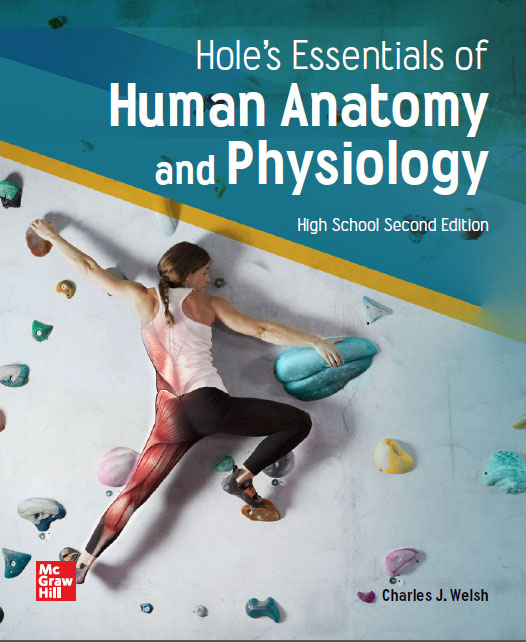 Hole's Essentials of
Human Anatomy
and Physiology
High School Second Edition
Mc
Graw
Hill
Charles J. Welsh